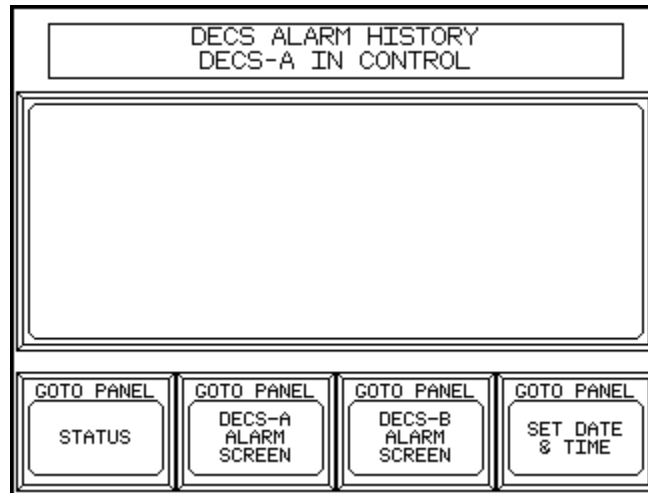 DECS ALARM HISTORY
DECS-A IN CONTROL
GOTO PANEL
STATUS
GOTO PANEL
DECS-A
ALARM
SCREEN
GOTO PANEL
DECS-B
ALARM
SCREEN
GOTO PANEL
SET DATE
& TIME